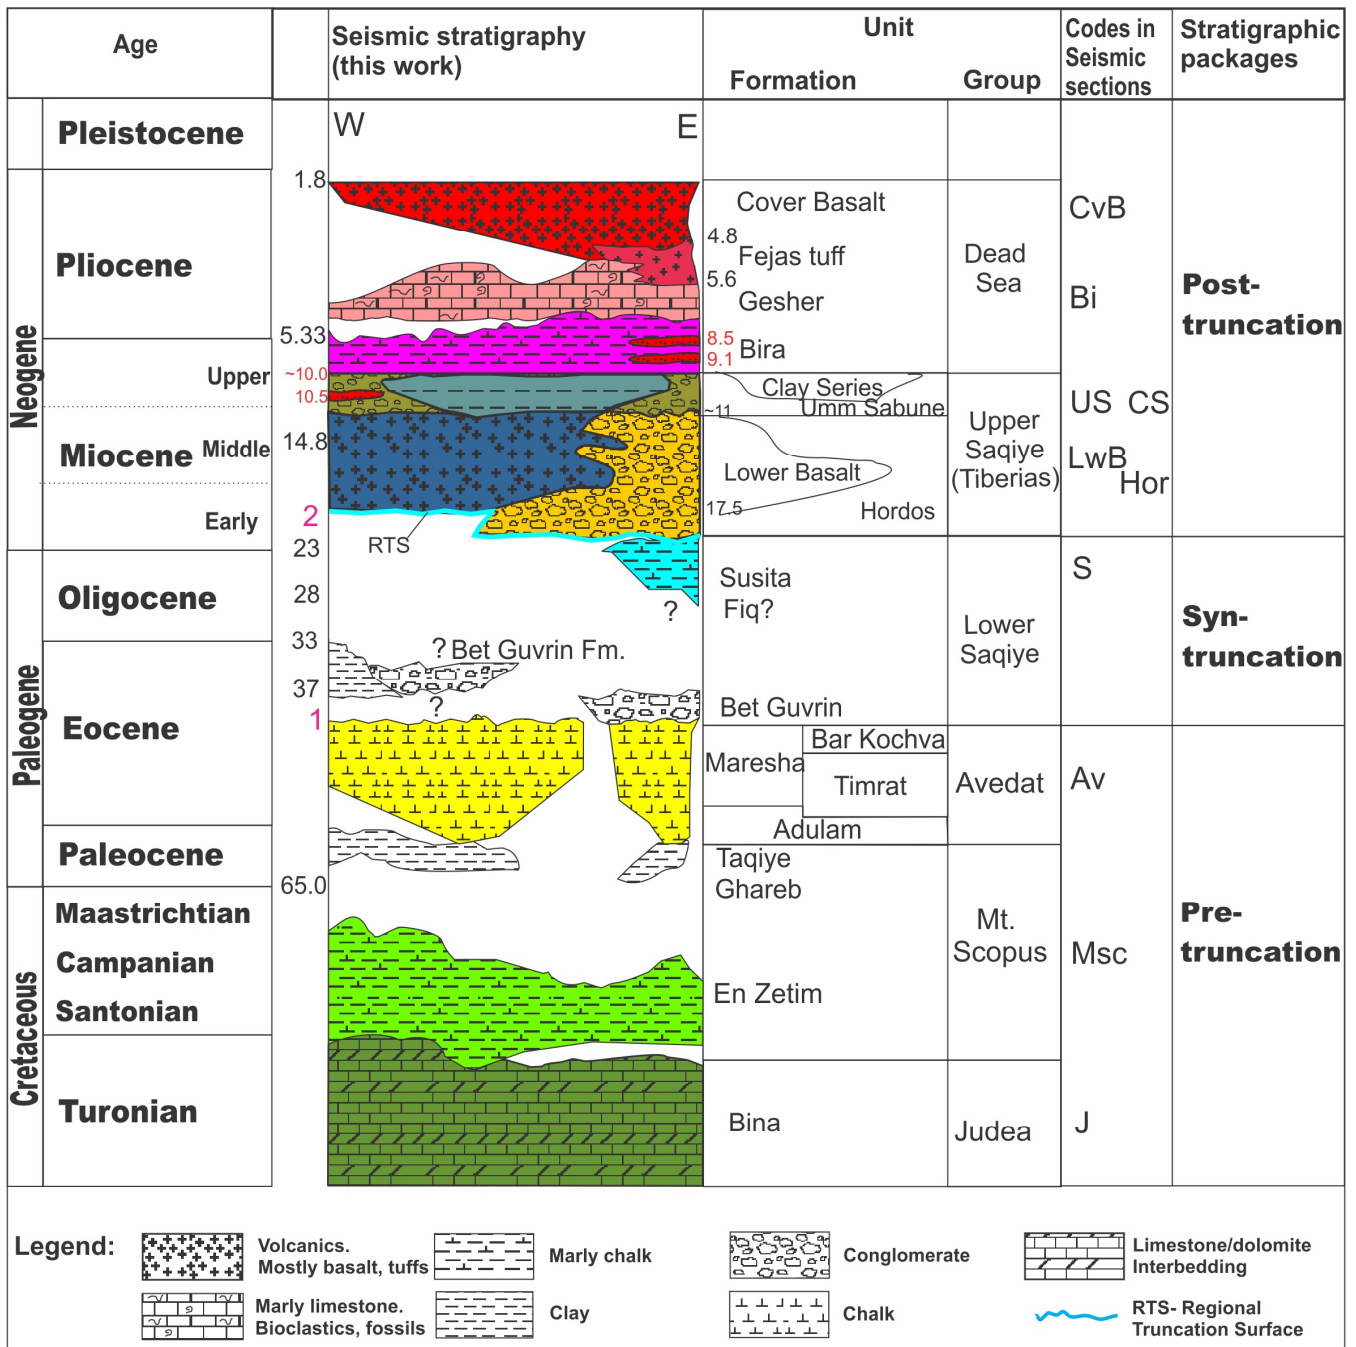 Age
Seismic stratigraphy
(this work)
Unit
Formation
Group
Codes in
Seismic
sections
Stratigraphic
packages
W
E
Pleistocene
Neogene
Pliocene
Miocene
Upper
Middle
Early
Paleogene
Oligocene
Eocene
Paleocene
Cretaceous
Maastrichtian
Campanian
Santonian
Turonian
1.8
5.33
~10.0
10.5
14.8
2
23
28
33
37
1
65.0
RTS
?
? Bet Guvrin Fm.
?
Cover Basalt
4.8
Fejas tuff
5.6
Gesher
8.5
Bira
9.1
Clay Series
Umm Sabune
~11
Lower Basalt
17.5
Hordos
Susita
Fiq?
Bet Guvrin
Maresha
Bar Kochva
Timrat
Adulam
Taqiye
Ghareb
En Zetim
Bina
Dead
Sea
Upper
Saqiye
(Tiberias)
Lower
Saqiye
Avedat
Mt.
Scopus
Judea
CvB
Bi
US CS
LwB
Hor
S
Av
Msc
J
Post-
truncation
Syn-
truncation
Pre-
truncation
Legend:
Volcanics.
Mostly basalt, tuffs
Marly chalk
Conglomerate
Limestone/dolomite
Interbedding
Marly limestone.
Bioclastics, fossils
Clay
Chalk
RTS- Regional
Truncation Surface